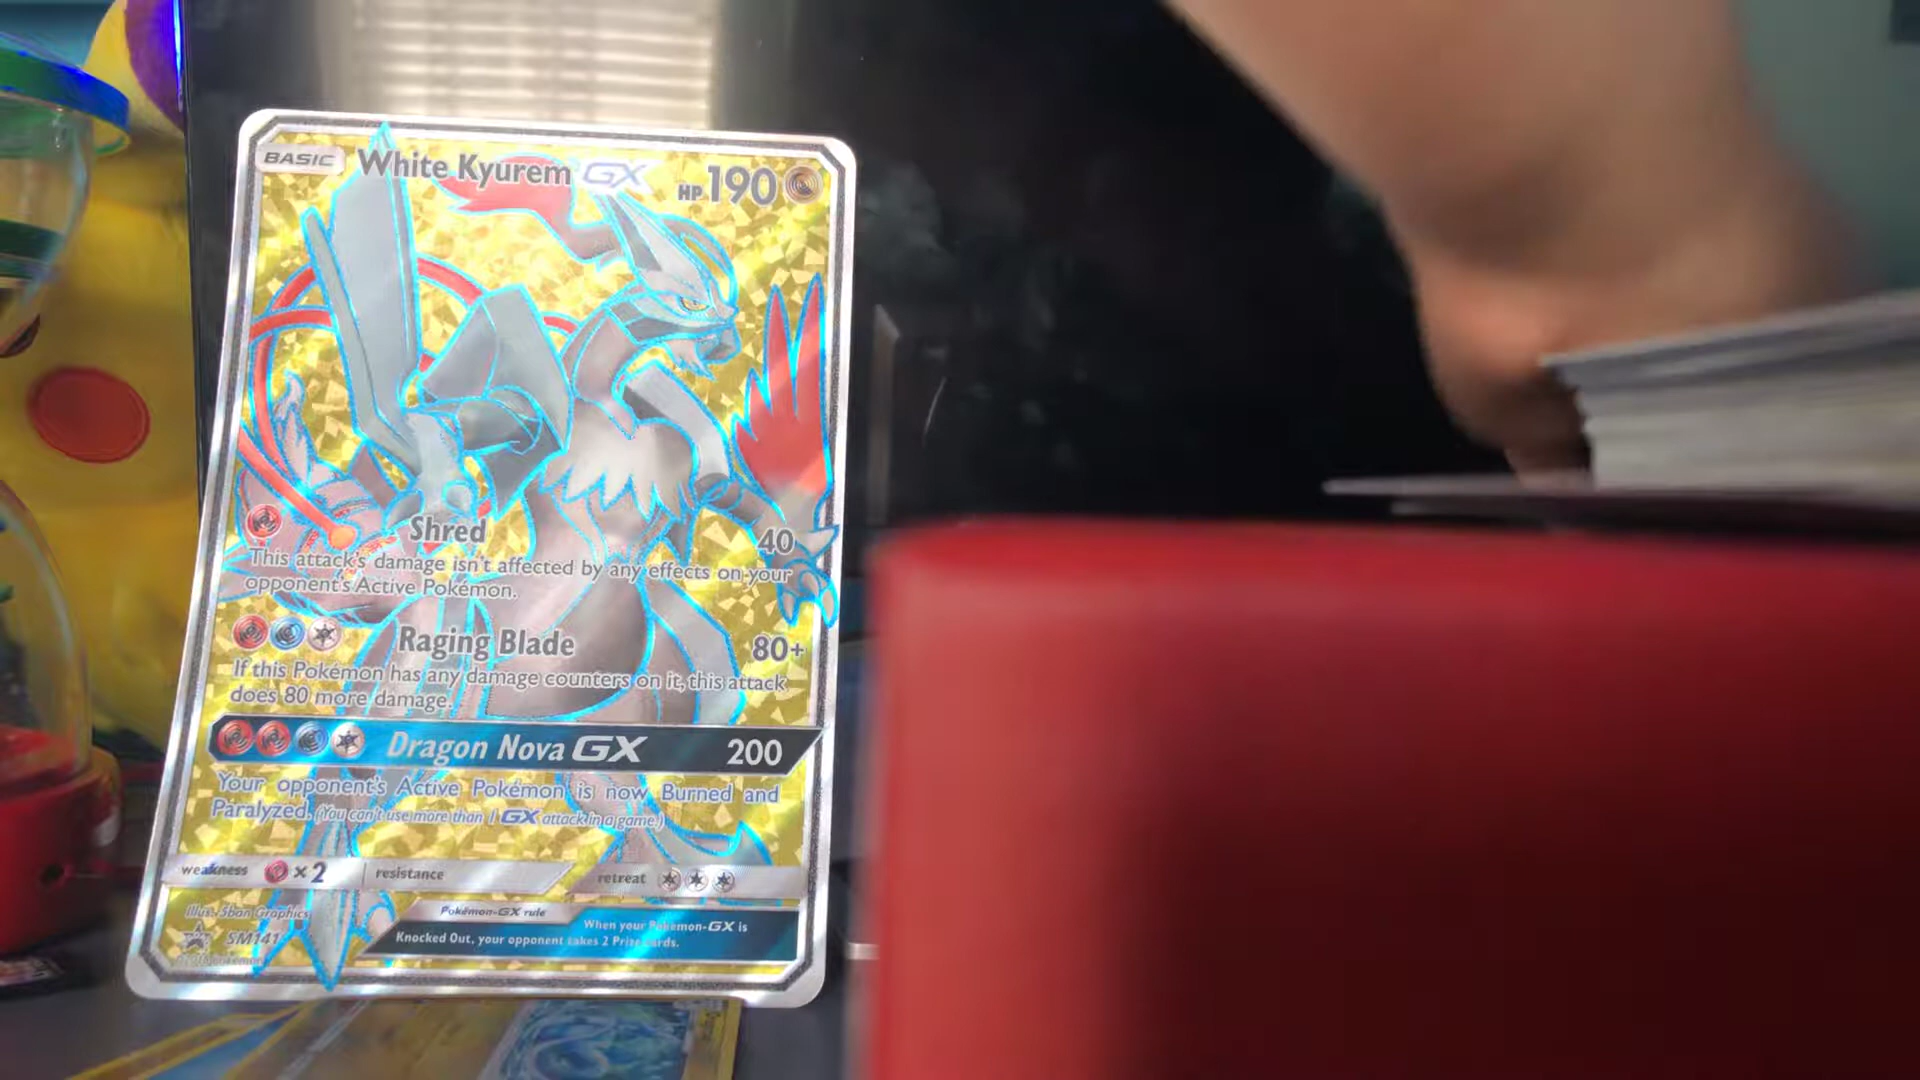 BASIC White Kyurem GX HP 190
Shred 40
This attack's damage isn't affected by any effects on your
opponent's Active Pokémon.
Raging Blade 80+
If this Pokémon has any damage counters on it, this attack
does 80 more damage.
Dragon Nova GX 200
Your opponent's Active Pokémon is now Burned and
Paralyzed. (You can't use more than 1 GX attack in a game.)
weakness ×2 resistance retreat
Illus. 5ban Graphics
Pokémon-GX rule
When your Pokémon-GX is
Knocked Out, your opponent takes 2 Prize cards.
SM141